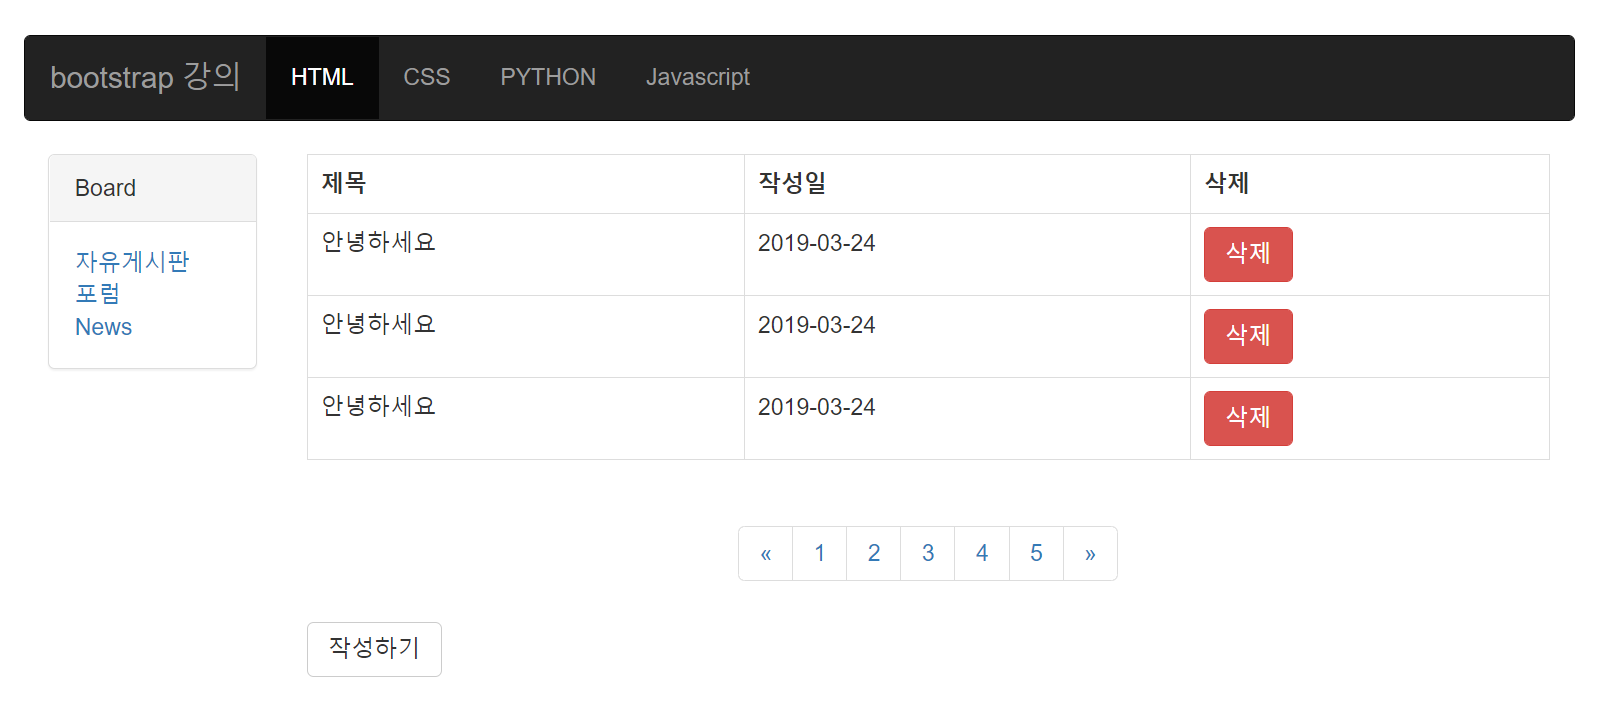 bootstrap 강의 HTML CSS PYTHON Javascript
Board
자유게시판
포럼
News
제목 작성일 삭제
안녕하세요 2019-03-24 삭제
안녕하세요 2019-03-24 삭제
안녕하세요 2019-03-24 삭제
« 1 2 3 4 5 »
작성하기